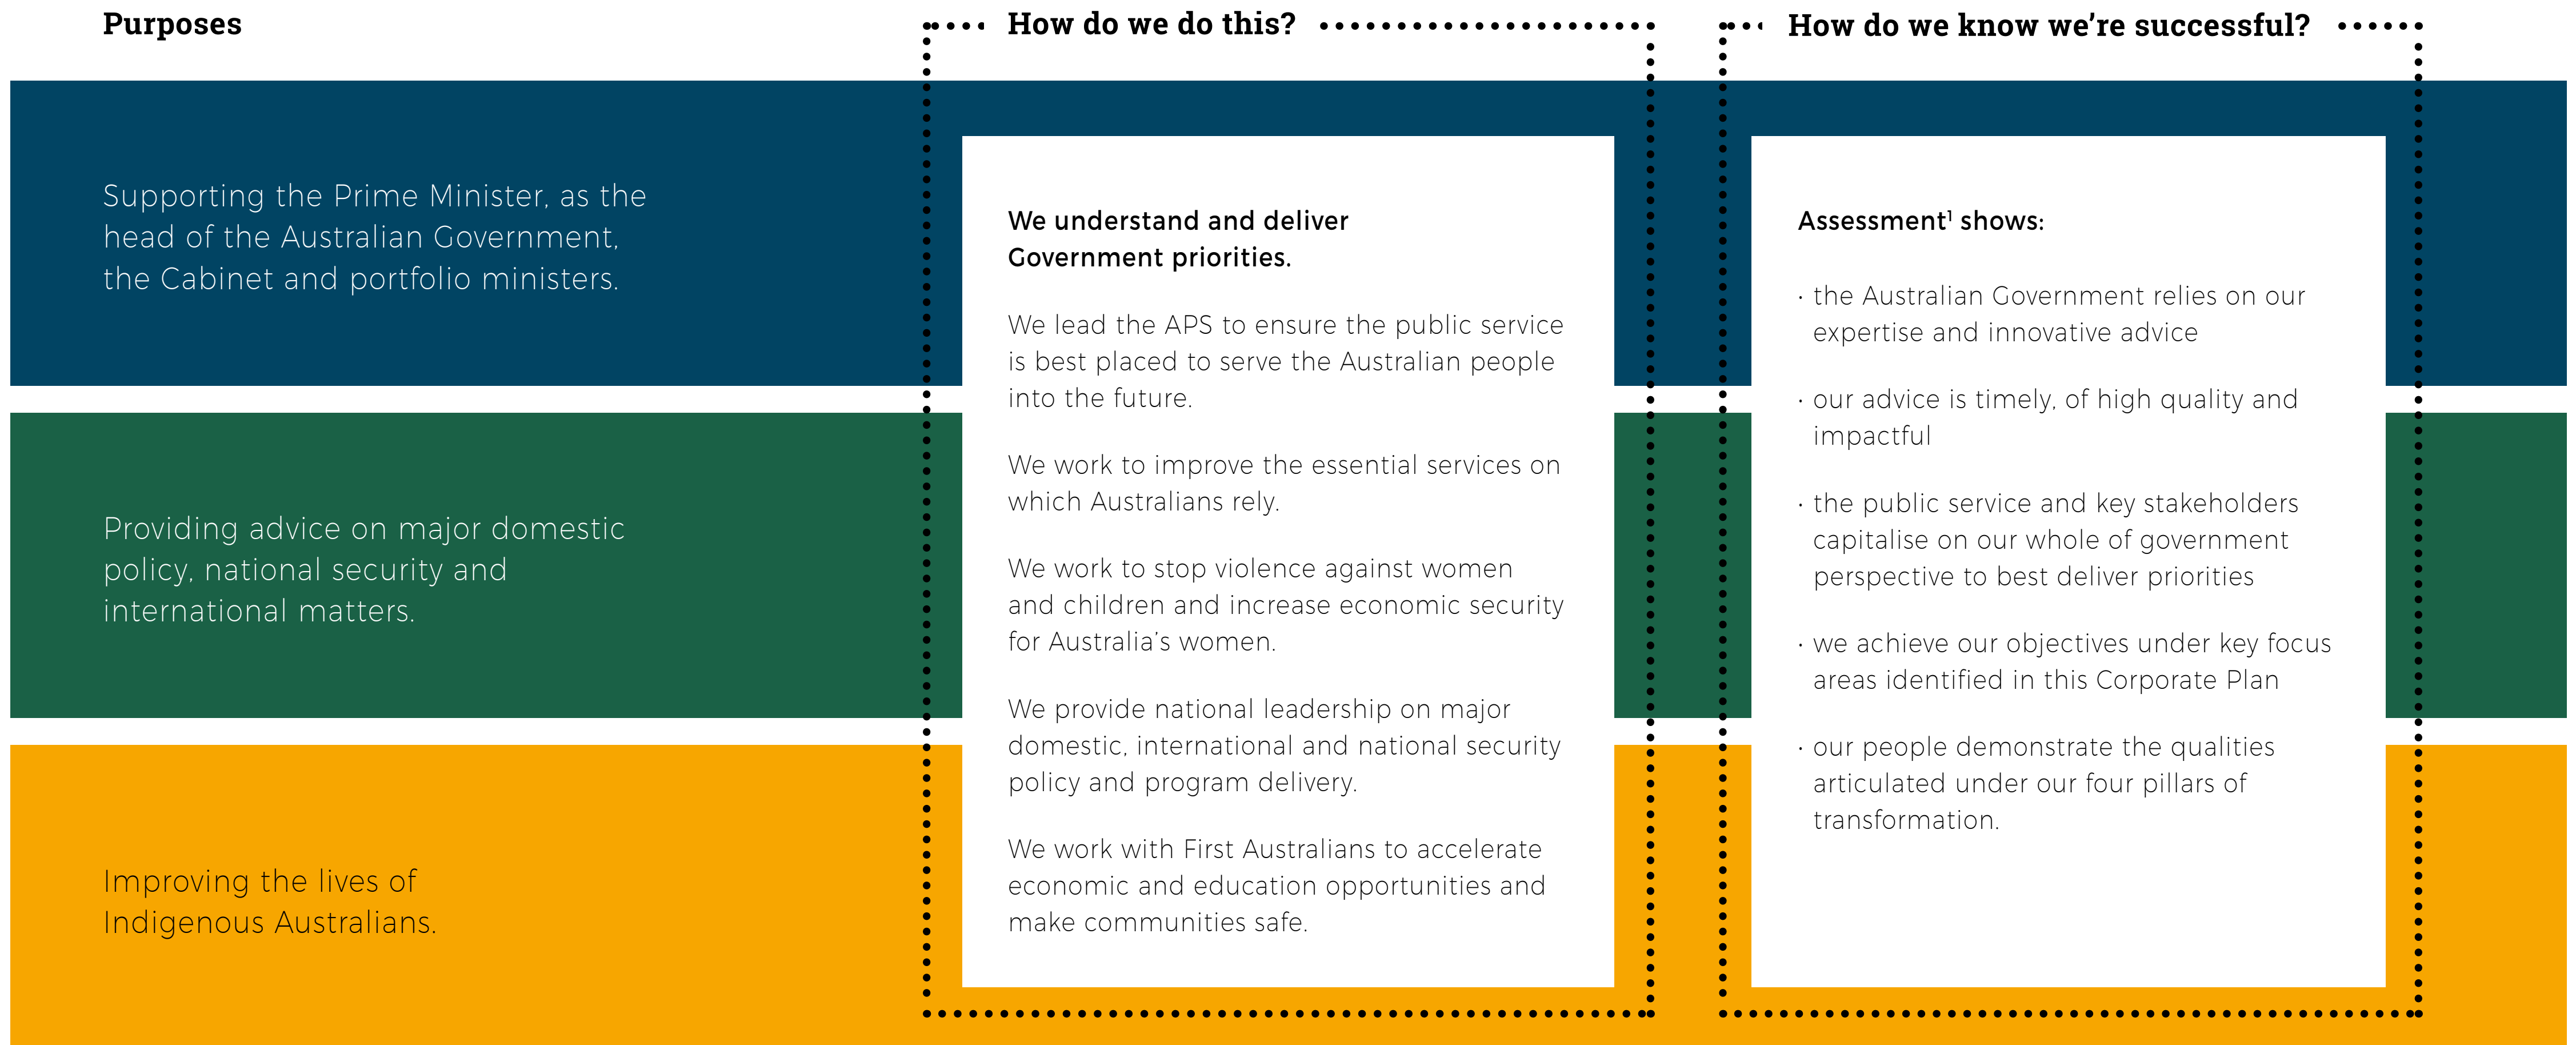 Purposes
Supporting the Prime Minister, as the
head of the Australian Government,
the Cabinet and portfolio ministers.
Providing advice on major domestic
policy, national security and
international matters.
Improving the lives of
Indigenous Australians.
How do we do this?
We understand and deliver
Government priorities.
We lead the APS to ensure the public service
is best placed to serve the Australian people
into the future.
We work to improve the essential services on
which Australians rely.
We work to stop violence against women
and children and increase economic security
for Australia’s women.
We provide national leadership on major
domestic, international and national security
policy and program delivery.
We work with First Australians to accelerate
economic and education opportunities and
make communities safe.
How do we know we’re successful?
Assessment¹ shows:
· the Australian Government relies on our
expertise and innovative advice
· our advice is timely, of high quality and
impactful
· the public service and key stakeholders
capitalise on our whole of government
perspective to best deliver priorities
· we achieve our objectives under key focus
areas identified in this Corporate Plan
· our people demonstrate the qualities
articulated under our four pillars of
transformation.